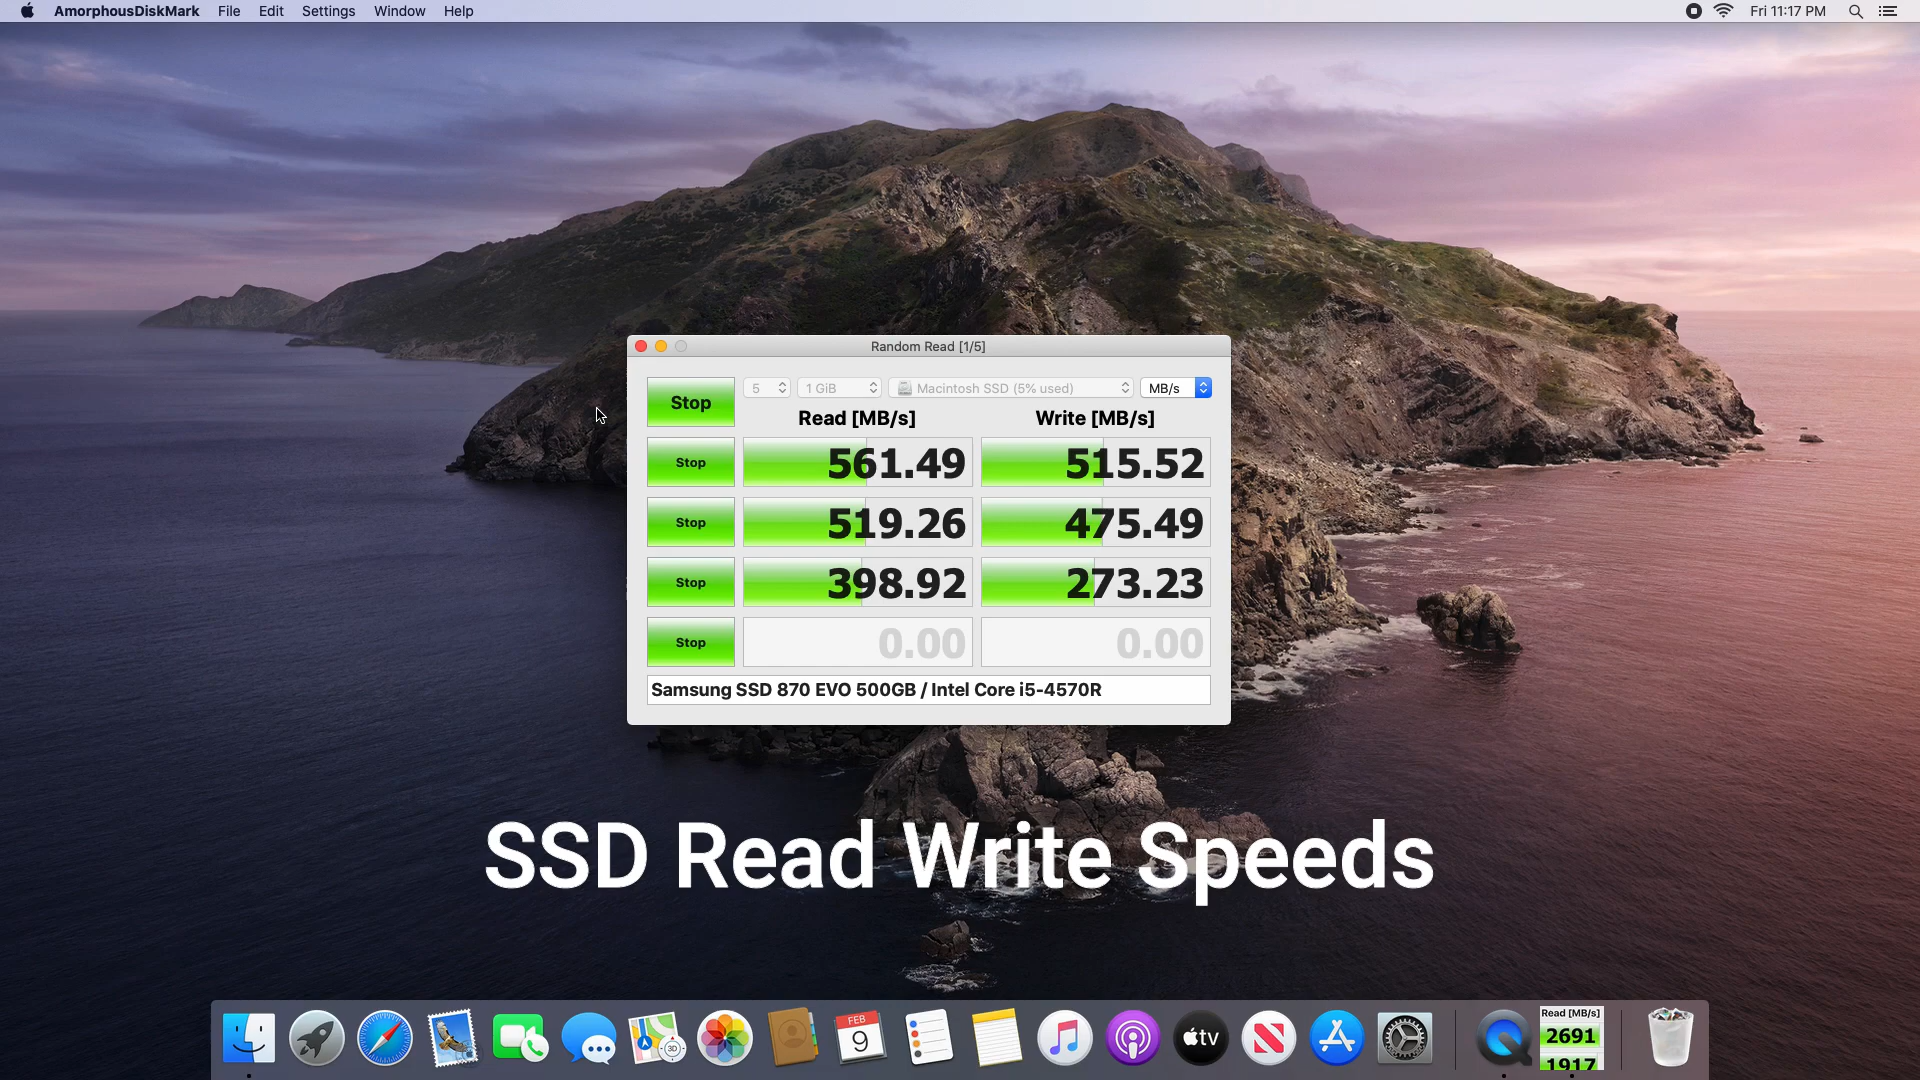 AmorphousDiskMark File Edit Settings Window Help Fri 11:17 PM
Random Read [1/5]
Stop 5 1 GiB Macintosh SSD (5% used) MB/s
Read [MB/s] Write [MB/s]
Stop 561.49 515.52
Stop 519.26 475.49
Stop 398.92 273.23
Stop 0.00 0.00
Samsung SSD 870 EVO 500GB / Intel Core i5-4570R
SSD Read Write Speeds
FEB
9
3D
tv
Read [MB/s]
2691
1917